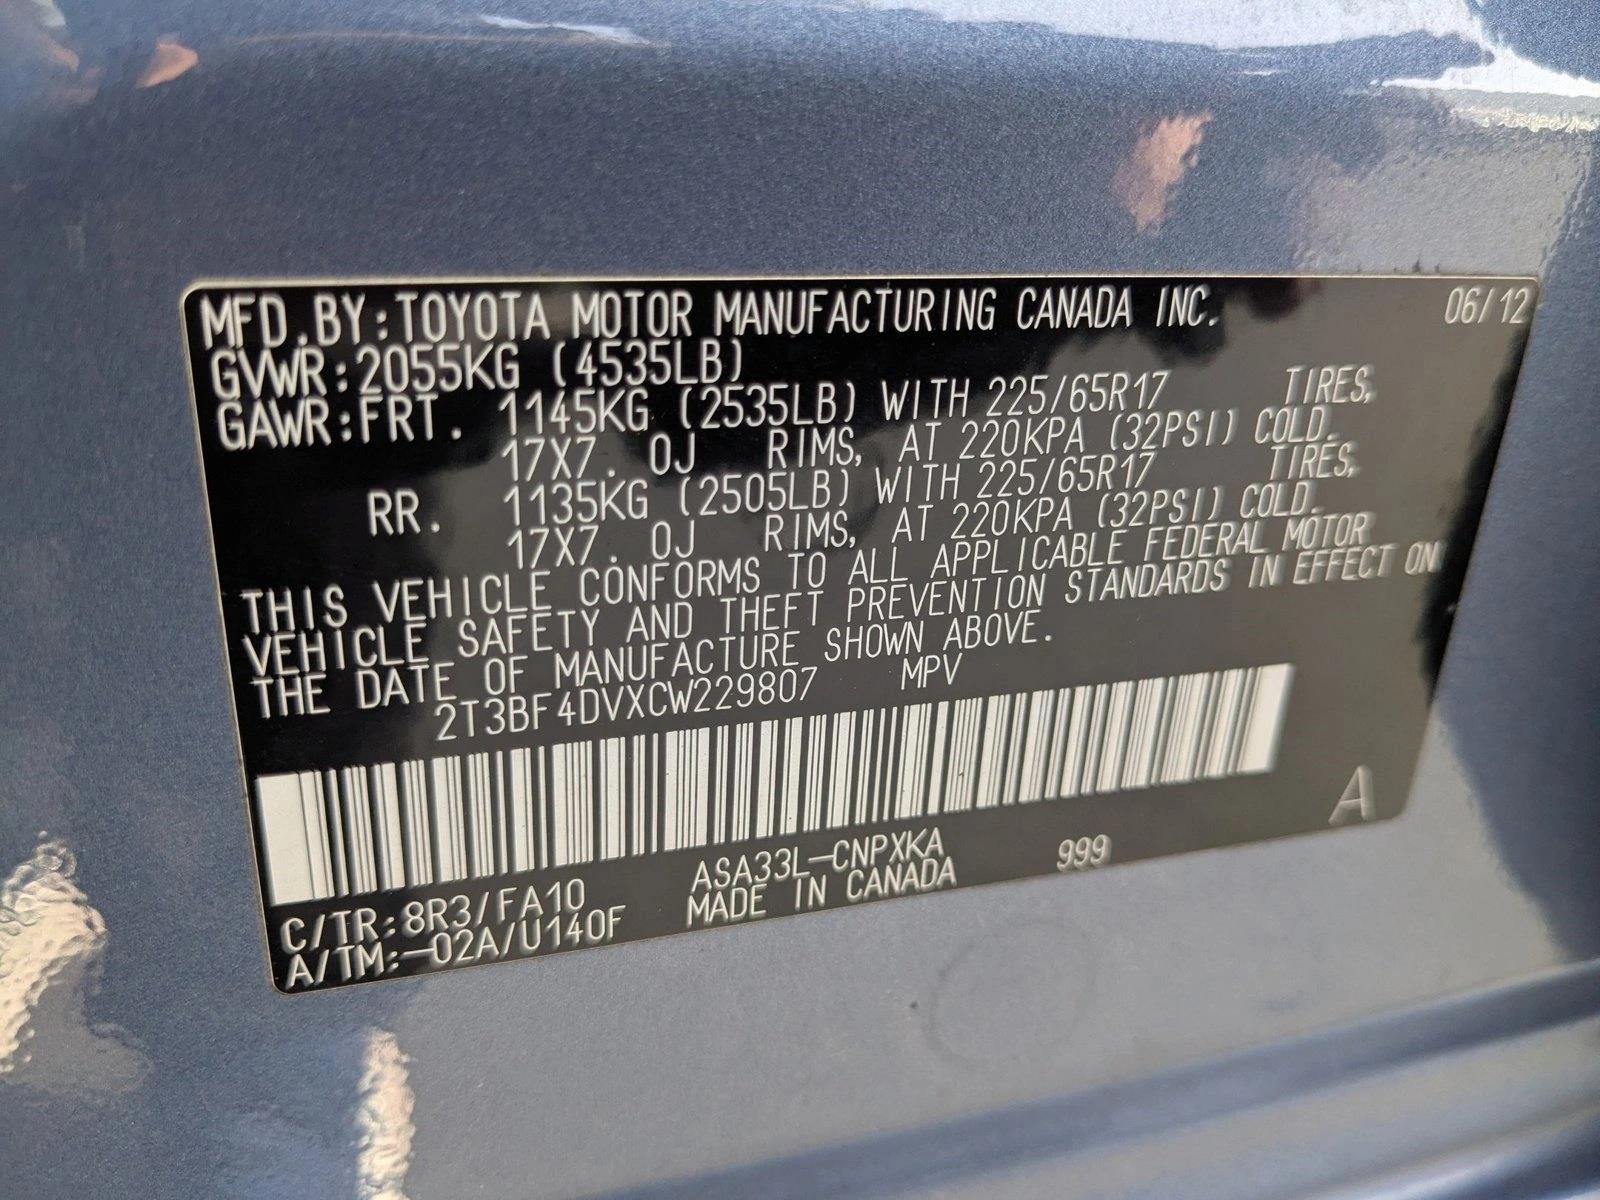 MFD. BY: TOYOTA MOTOR MANUFACTURING CANADA INC. 06/12
GVWR: 2055KG (4535LB)
GAWR: FRT. 1145KG (2535LB) WITH 225/65R17 TIRES,
17X7. 0J RIMS, AT 220KPA (32PSI) COLD.
RR. 1135KG (2505LB) WITH 225/65R17 TIRES,
17X7. 0J RIMS, AT 220KPA (32PSI) COLD.
THIS VEHICLE CONFORMS TO ALL APPLICABLE FEDERAL MOTOR
VEHICLE SAFETY AND THEFT PREVENTION STANDARDS IN EFFECT ON
THE DATE OF MANUFACTURE SHOWN ABOVE.
2T3BF4DVXCW229807 MPV
A
C/TR: 8R3/FA10 ASA33L-CNPXKA 999
A/TM: -02A/U140F MADE IN CANADA